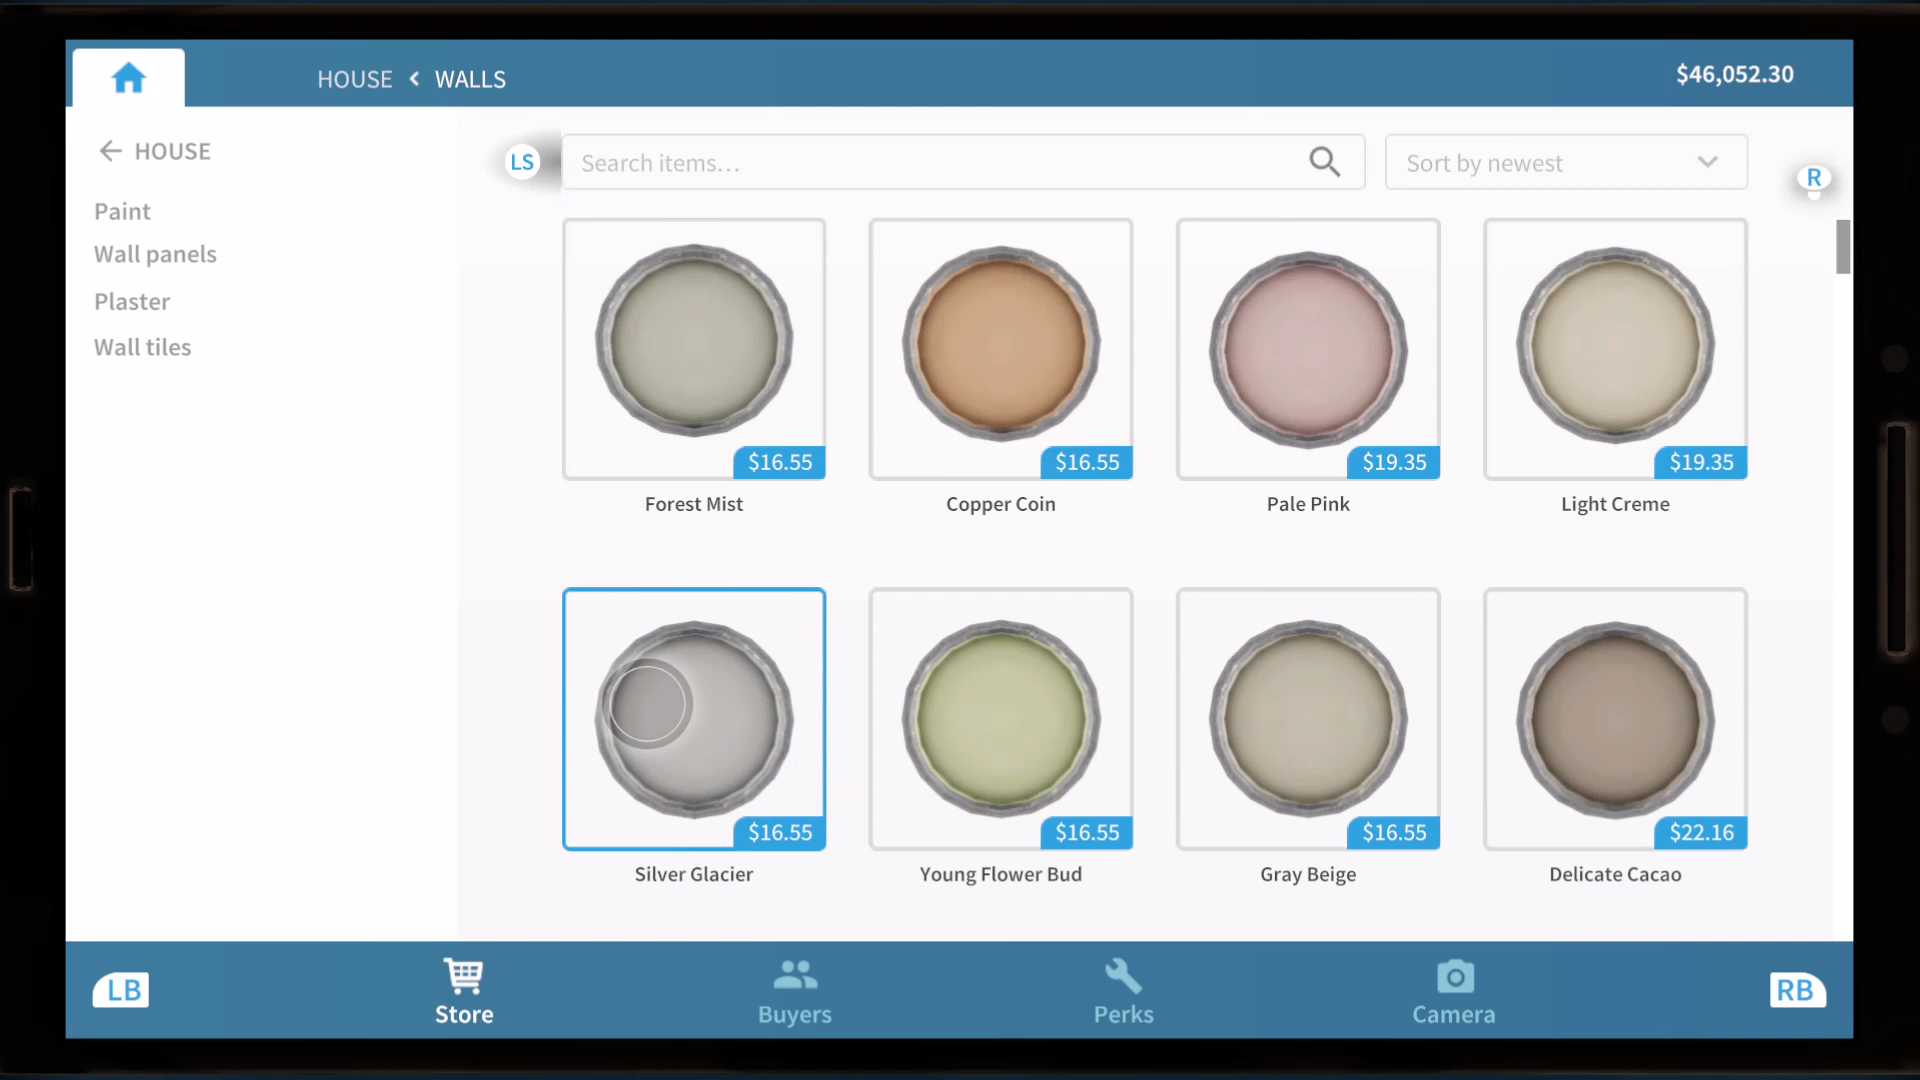 HOUSE < WALLS
$46,052.30
HOUSE
Paint
Wall panels
Plaster
Wall tiles
LS
Search items...
Sort by newest
R
$16.55
$16.55
$19.35
$19.35
Forest Mist
Copper Coin
Pale Pink
Light Creme
$16.55
$16.55
$16.55
$22.16
Silver Glacier
Young Flower Bud
Gray Beige
Delicate Cacao
LB
Store
Buyers
Perks
Camera
RB